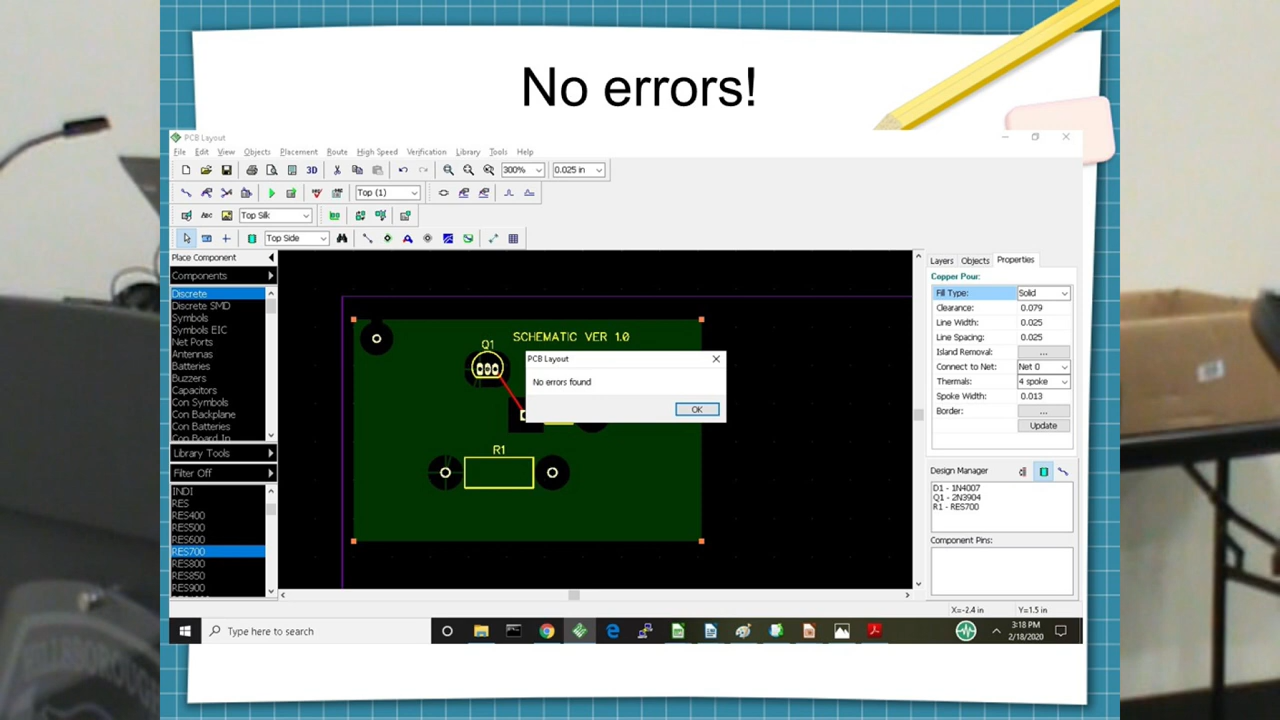 No errors!
PCB Layout
File Edit View Objects Placement Route High Speed Verification Library Tools Help
3D 300% 0.025 in
Top (1)
Abc Top Silk
Top Side
Place Component
Components
Discrete
Discrete SMD
Symbols
Symbols EIC
Net Ports
Antennas
Batteries
Buzzers
Capacitors
Con Symbols
Con Backplane
Con Batteries
Con Board In
Library Tools
Filter Off
INDI
RES
RES400
RES500
RES600
RES700
RES800
RES850
RES900
SCHEMATIC VER 1.0
Q1
PCB Layout
No errors found
OK
R1
Layers Objects Properties
Copper Pour:
Fill Type: Solid
Clearance: 0.079
Line Width: 0.025
Line Spacing: 0.025
Island Removal: ...
Connect to Net: Net 0
Thermals: 4 spoke
Spoke Width: 0.013
Border: ...
Update
Design Manager
D1 - 1N4007
Q1 - 2N3904
R1 - RES700
Component Pins:
X=-2.4 in Y=1.5 in
Type here to search
3:18 PM
2/18/2020